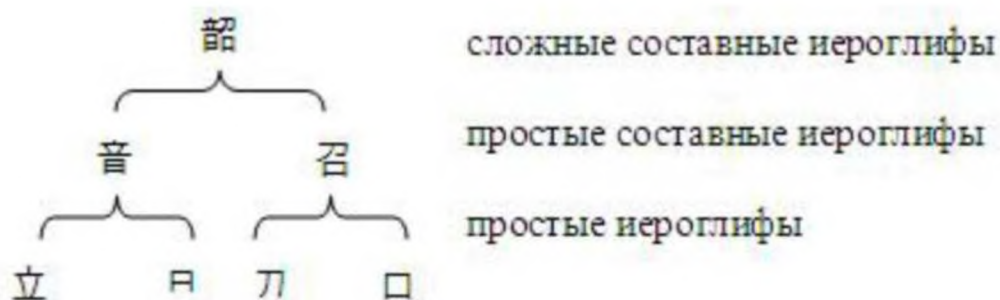 韶
сложные составные иероглифы
音 召
простые составные иероглифы
простые иероглифы
立 日 刀 口